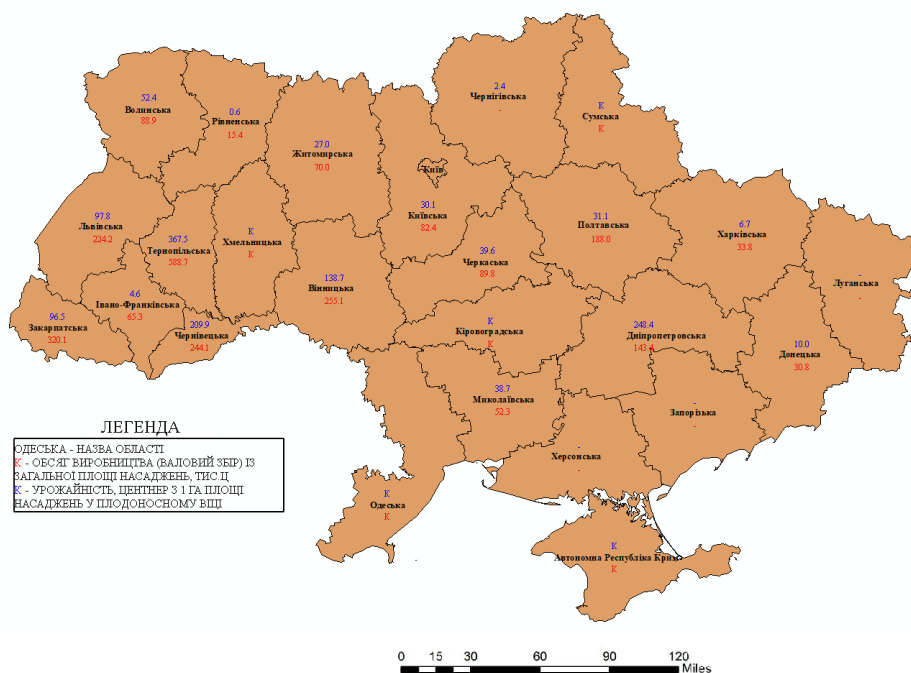 2.4
Чернігівська
-
52.4
Волинська
88.9
0.6
Рівненська
15.4
К
Сумська
К
27.0
Житомирська
70.0
Київ
30.1
Київська
82.4
97.8
Львівська
224.2
367.5
Тернопільська
588.7
К
Хмельницька
К
31.1
Полтавська
188.0
6.7
Харківська
33.8
39.6
Черкаська
89.8
138.7
Вінницька
255.1
-
Луганська
-
4.6
Івано-Франківська
65.3
96.5
Закарпатська
320.1
209.9
Чернівецька
244.1
К
Кіровоградська
К
248.4
Дніпропетровська
143.4
10.0
Донецька
30.8
38.7
Миколаївська
52.3
-
Запорізька
-
-
Херсонська
-
К
Одеська
К
К
Автономна Республіка Крим
К
ЛЕГЕНДА
ОДЕСЬКА - НАЗВА ОБЛАСТІ
К - ОБСЯГ ВИРОБНИЦТВА (ВАЛОВИЙ ЗБІР) ІЗ
ЗАГАЛЬНОЇ ПЛОЩІ НАСАДЖЕНЬ, ТИС.Ц
К - УРОЖАЙНІСТЬ, ЦЕНТНЕР З 1 ГА ПЛОЩІ
НАСАДЖЕНЬ У ПЛОДОНОСНОМУ ВІЦІ
0 15 30 60 90 120
Miles